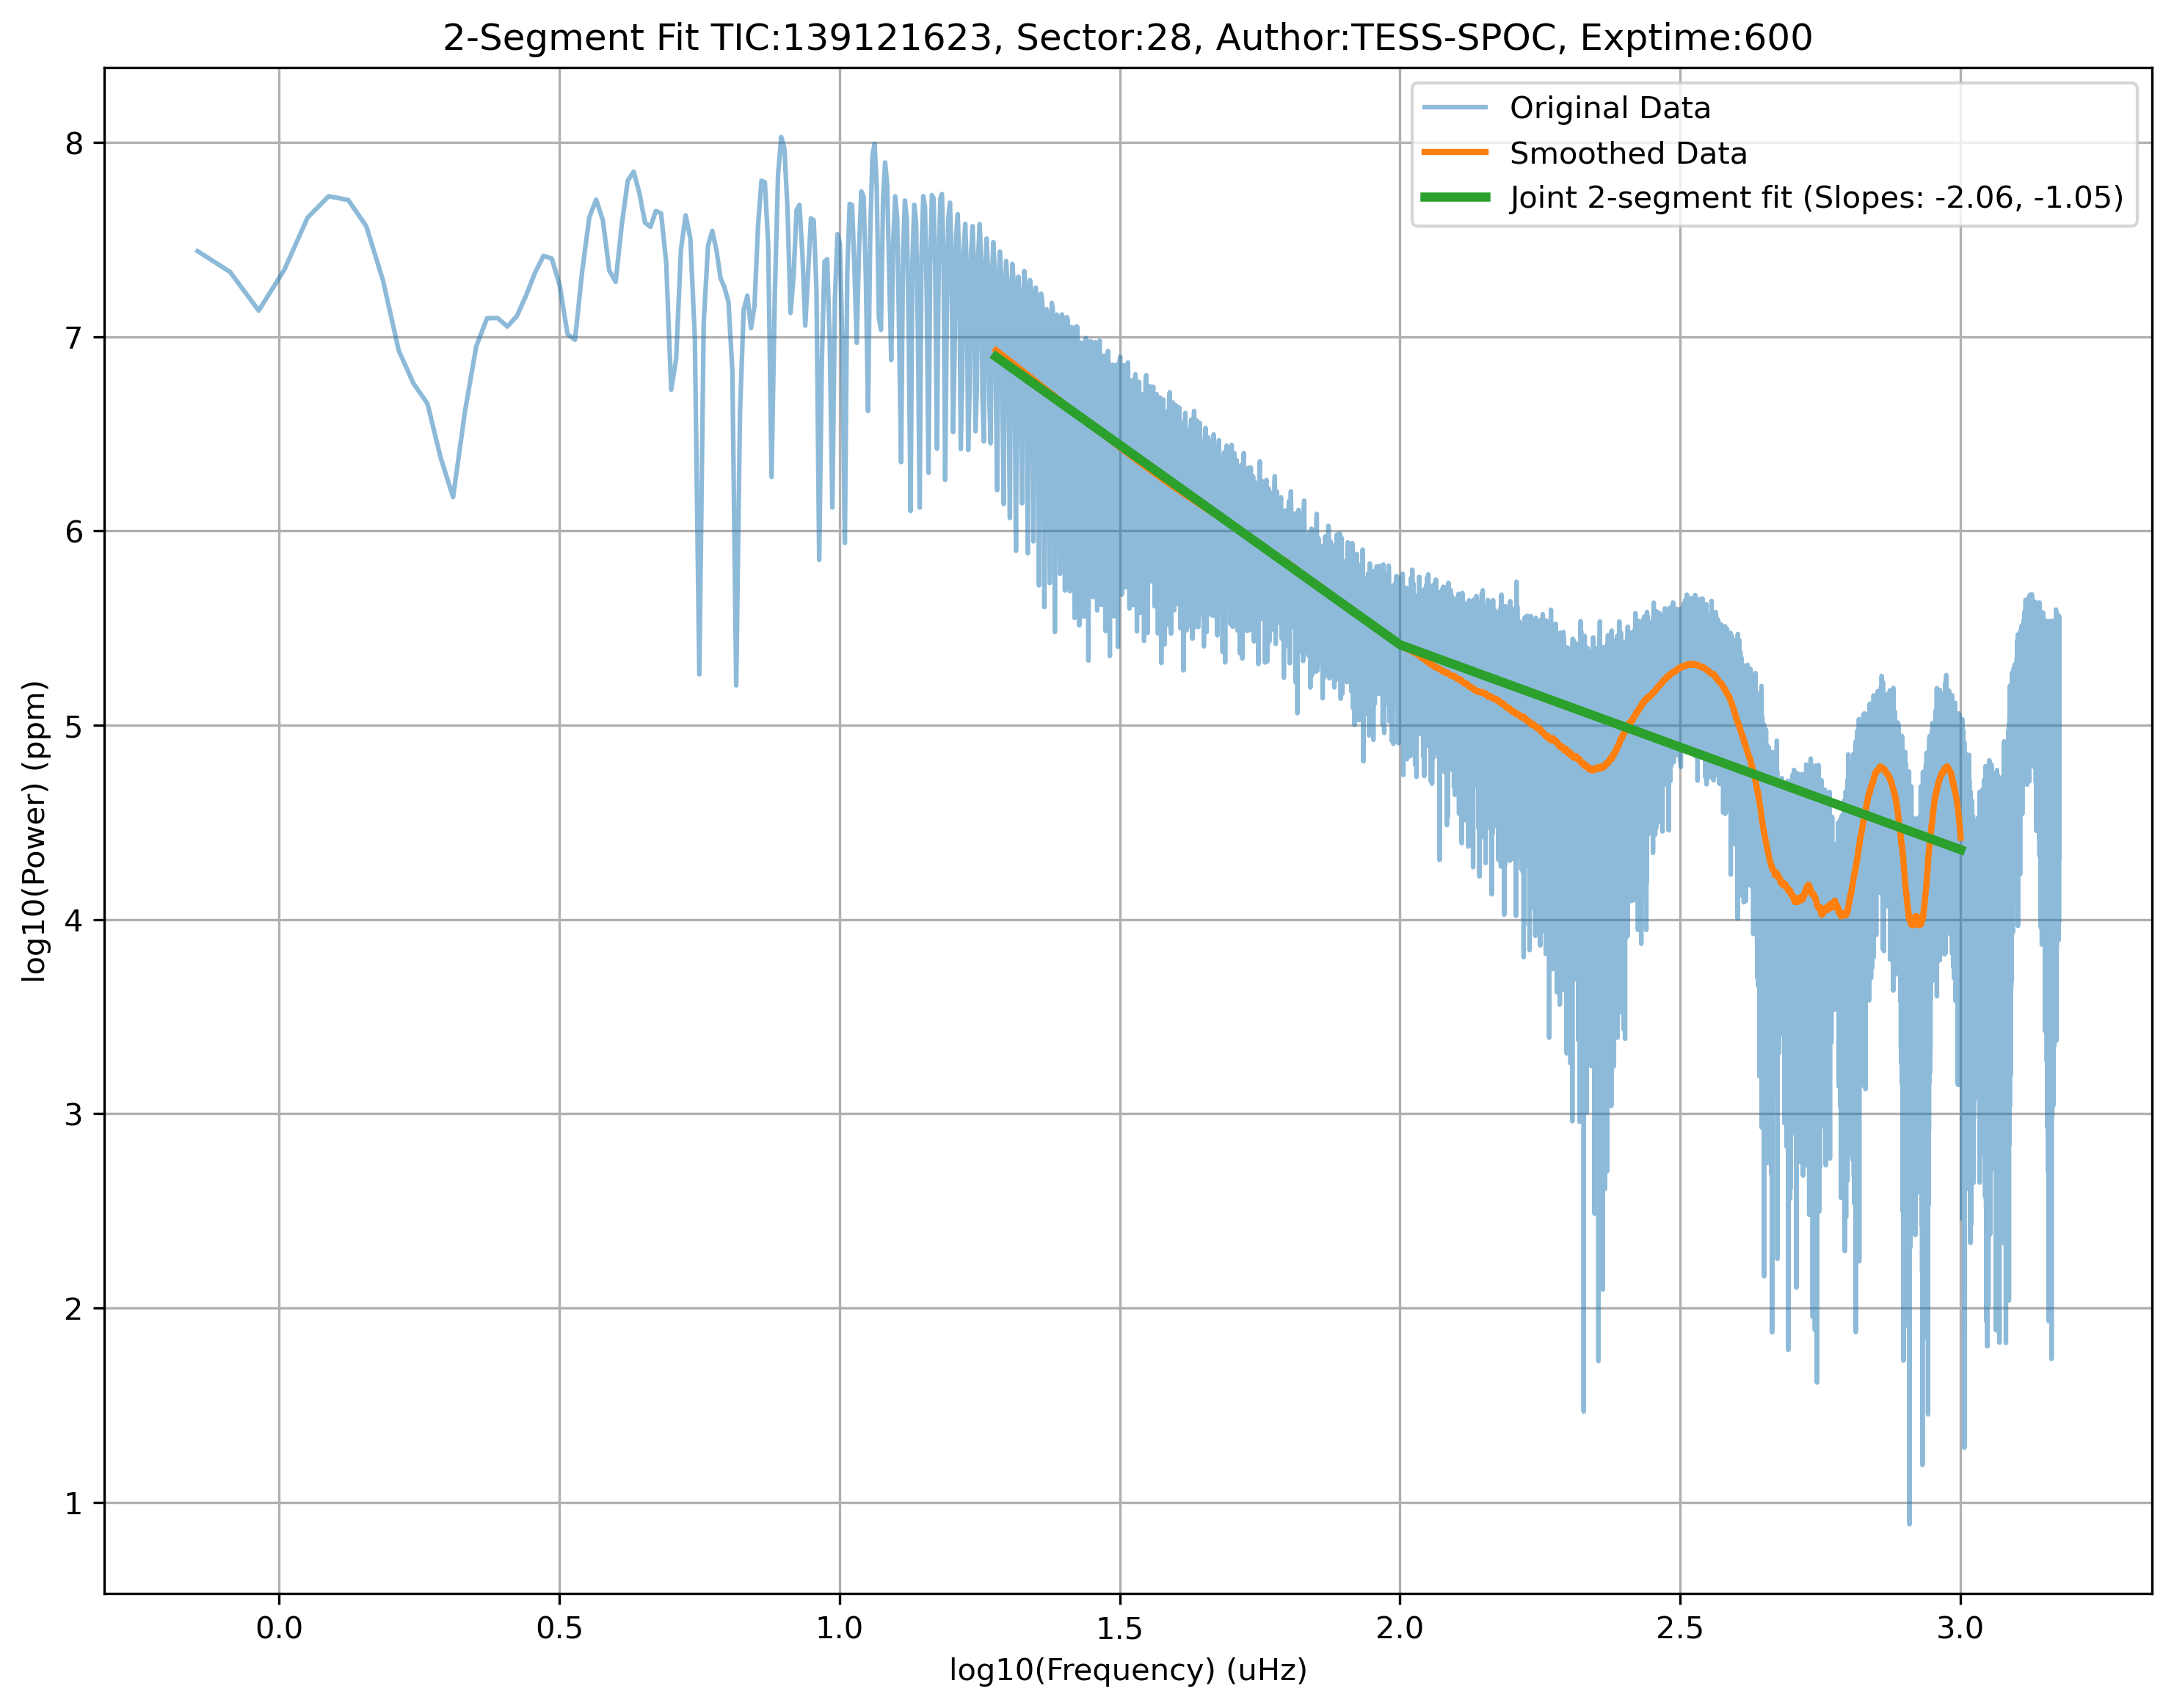 2-Segment Fit TIC:139121623, Sector:28, Author:TESS-SPOC, Exptime:600
Original Data
Smoothed Data
Joint 2-segment fit (Slopes: -2.06, -1.05)
log10(Power) (ppm)
8
7
6
5
4
3
2
1
0.0 0.5 1.0 1.5 2.0 2.5 3.0
log10(Frequency) (uHz)